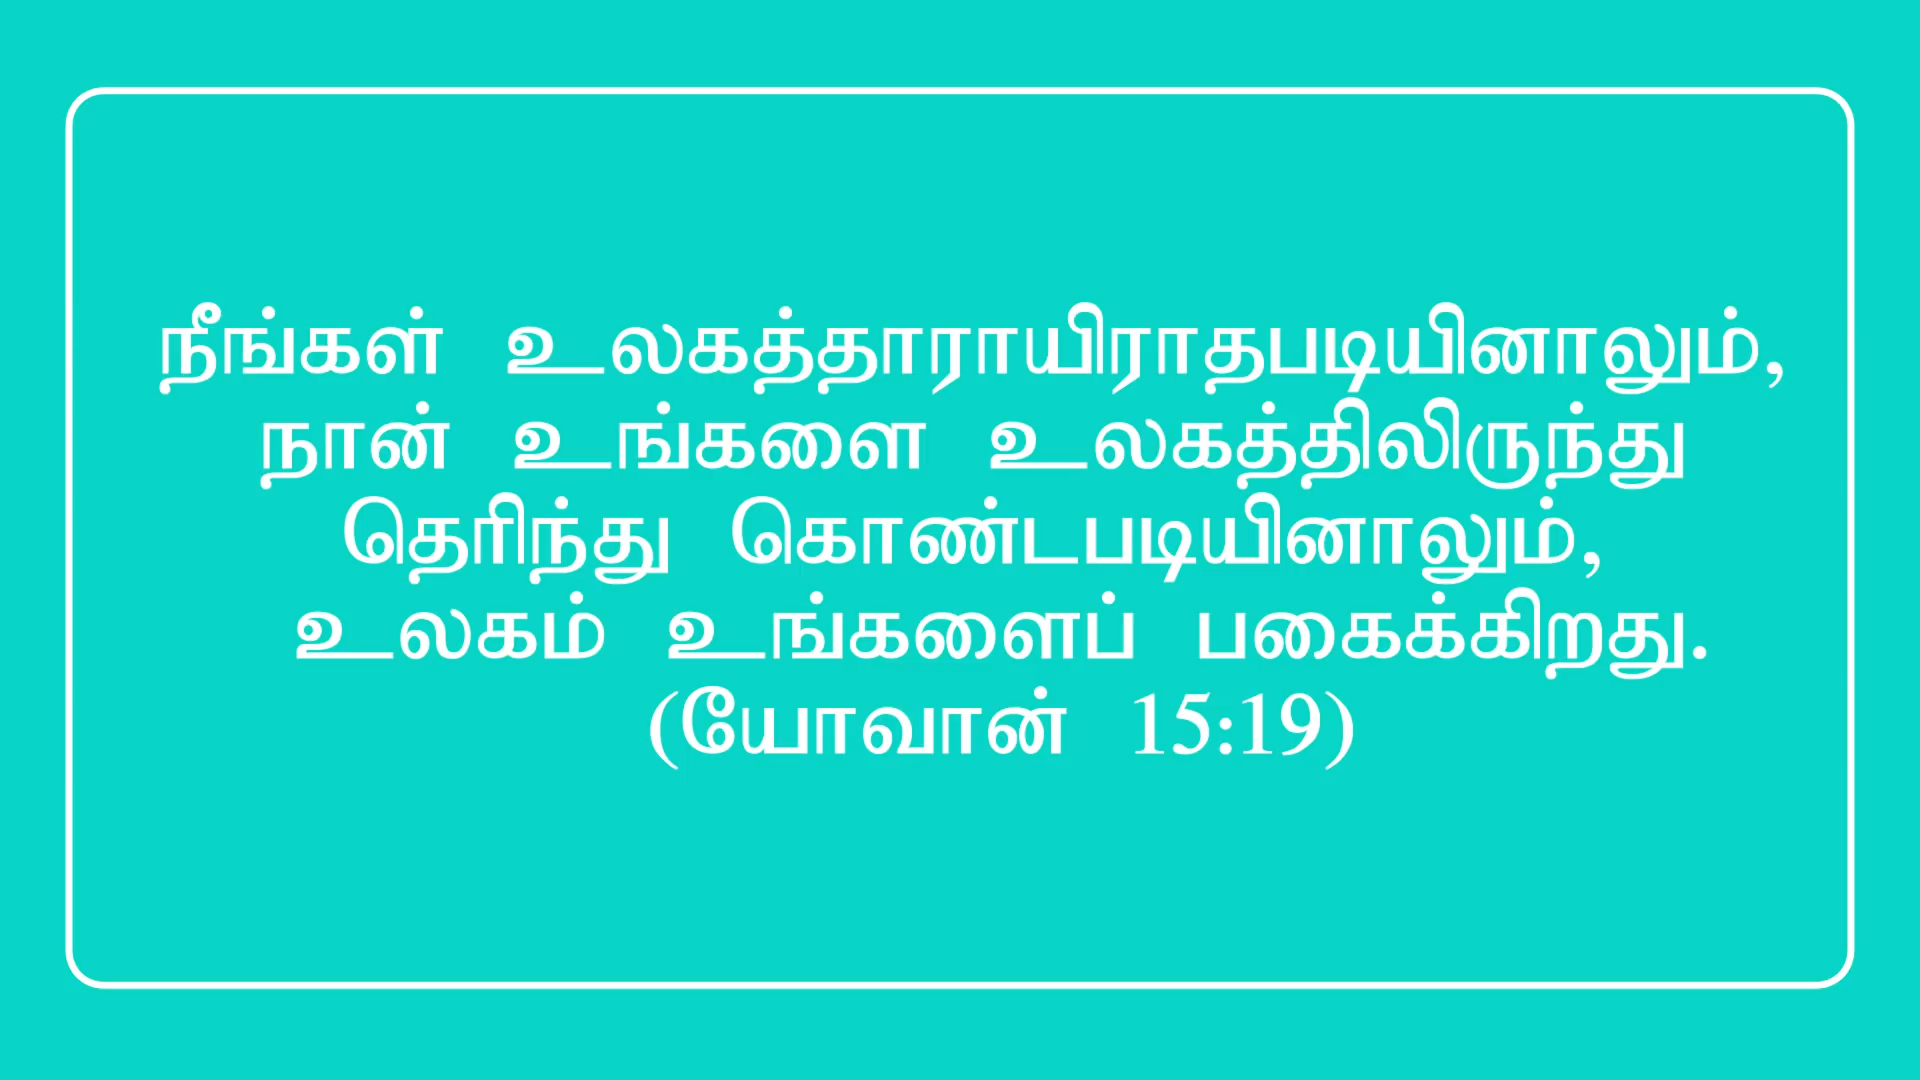 நீங்கள் உலகத்தாராயிராதபடியினாலும்,
நான் உங்களை உலகத்திலிருந்து
தெரிந்து கொண்டபடியினாலும்,
உலகம் உங்களைப் பகைக்கிறது.
(யோவான் 15:19)